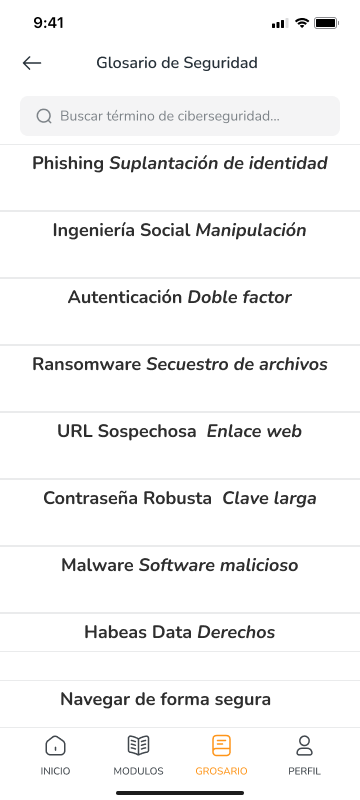 9:41
Glosario de Seguridad
Buscar término de ciberseguridad...
Phishing Suplantación de identidad
Ingeniería Social Manipulación
Autenticación Doble factor
Ransomware Secuestro de archivos
URL Sospechosa Enlace web
Contraseña Robusta Clave larga
Malware Software malicioso
Habeas Data Derechos
Navegar de forma segura
INICIO MODULOS GROSARIO PERFIL